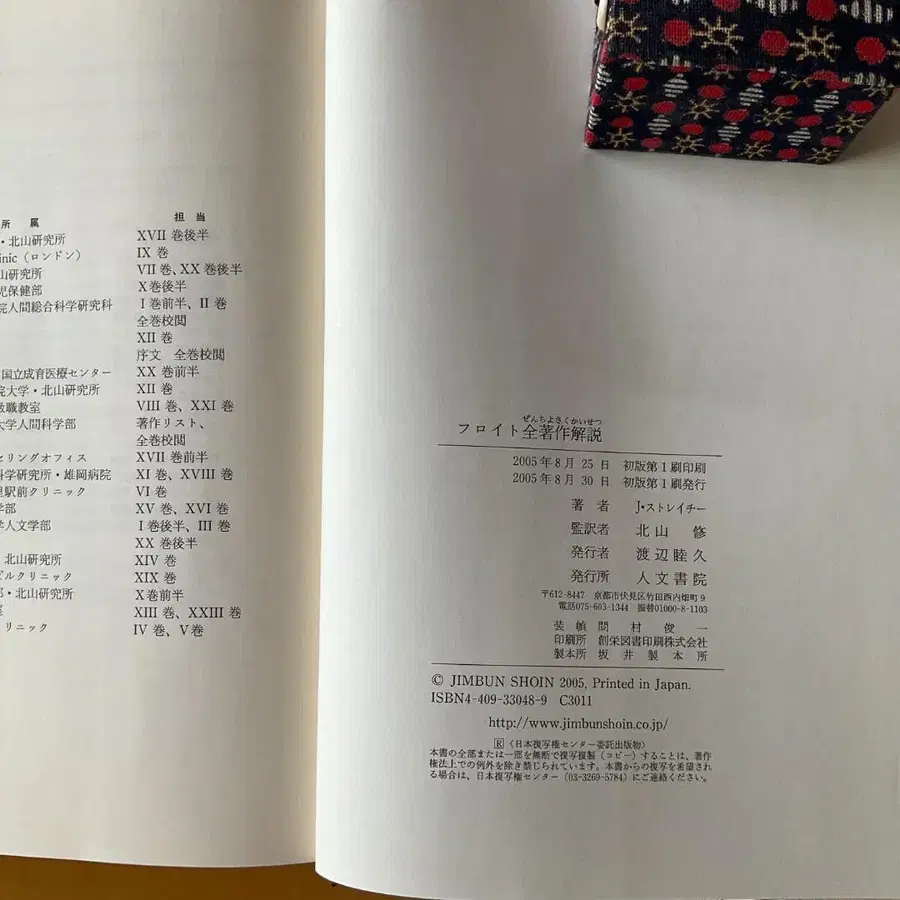 所 属 担 当
・北山研究所 XVII 巻後半
inic（ロンドン） IX 巻
山研究所 VII 巻、XX 巻後半
児保健部 X 巻後半
院人間総合科学研究科 I 巻前半、II 巻
全巻校閲
XII 巻
序文 全巻校閲
国立成育医療センター XX 巻前半
院大学・北山研究所 XII 巻
教職教室 VIII 巻、XXI 巻
大学人間科学部 著作リスト、
全巻校閲
セリングオフィス XVII 巻前半
科学研究所・雄岡病院 XI 巻、XVIII 巻
里駅前クリニック VI 巻
学部 XV 巻、XVI 巻
学人文学部 I 巻後半、III 巻
XX 巻後半
北山研究所 XIV 巻
ビルクリニック XIX 巻
部・北山研究所 X 巻前半
XIII 巻、XXIII 巻
リニック IV 巻、V 巻
ぜんちよさくかいせつ
フロイト全著作解説
2005年8月25日 初版第1刷印刷
2005年8月30日 初版第1刷発行
著者 J・ストレイチー
監訳者 北山 修
発行者 渡辺睦久
発行所 人文書院
〒612-8447 京都市伏見区竹田西内畑町9
電話075-603-1344 振替01000-8-1103
装幀 間村俊一
印刷所 創栄図書印刷株式会社
製本所 坂井製本所
© JIMBUN SHOIN 2005, Printed in Japan.
ISBN4-409-33048-9 C3011
http://www.jimbunshoin.co.jp/
R〈日本複写権センター委託出版物〉
本書の全部または一部を無断で複写複製（コピー）することは、著作
権法上での例外を除き禁じられています。本書からの複写を希望され
る場合は、日本複写権センター（03-3269-5784）にご連絡ください。